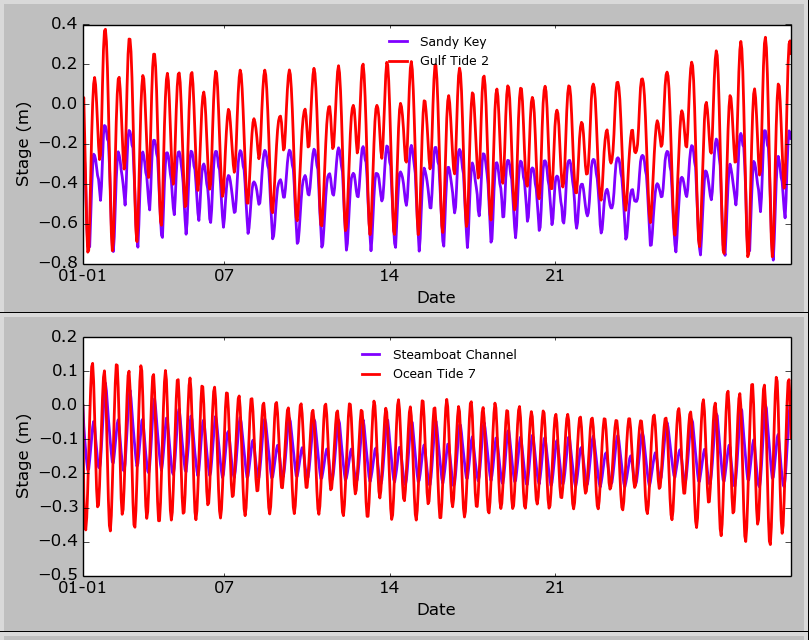 0.4
Sandy Key
Gulf Tide 2
0.2
0.0
−0.2
−0.4
−0.6
−0.8
Stage (m)
01-01 07 14 21
Date
0.2
Steamboat Channel
Ocean Tide 7
0.1
0.0
−0.1
−0.2
−0.3
−0.4
−0.5
Stage (m)
01-01 07 14 21
Date